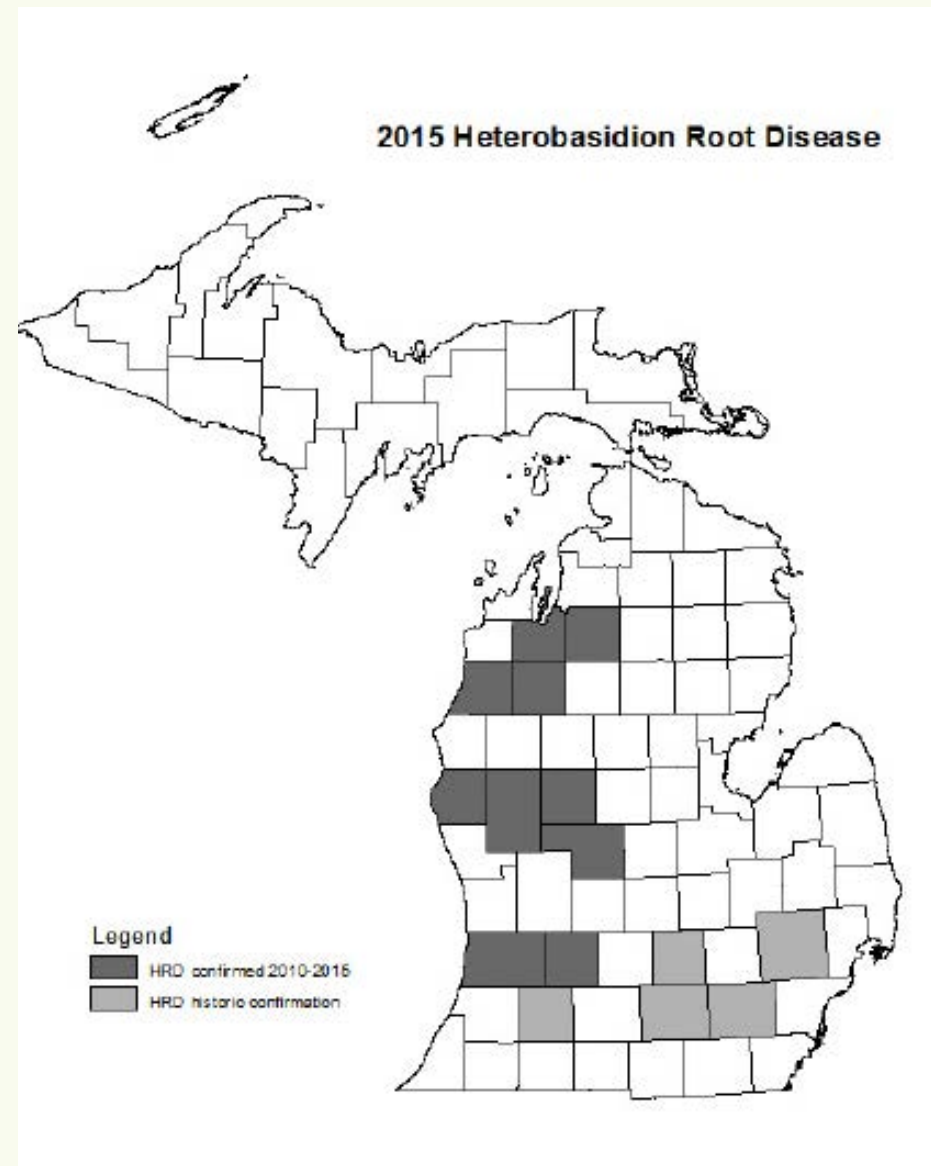 2015 Heterobasidion Root Disease
Legend
HRD confirmed 2010-2015
HRD historic confirmation